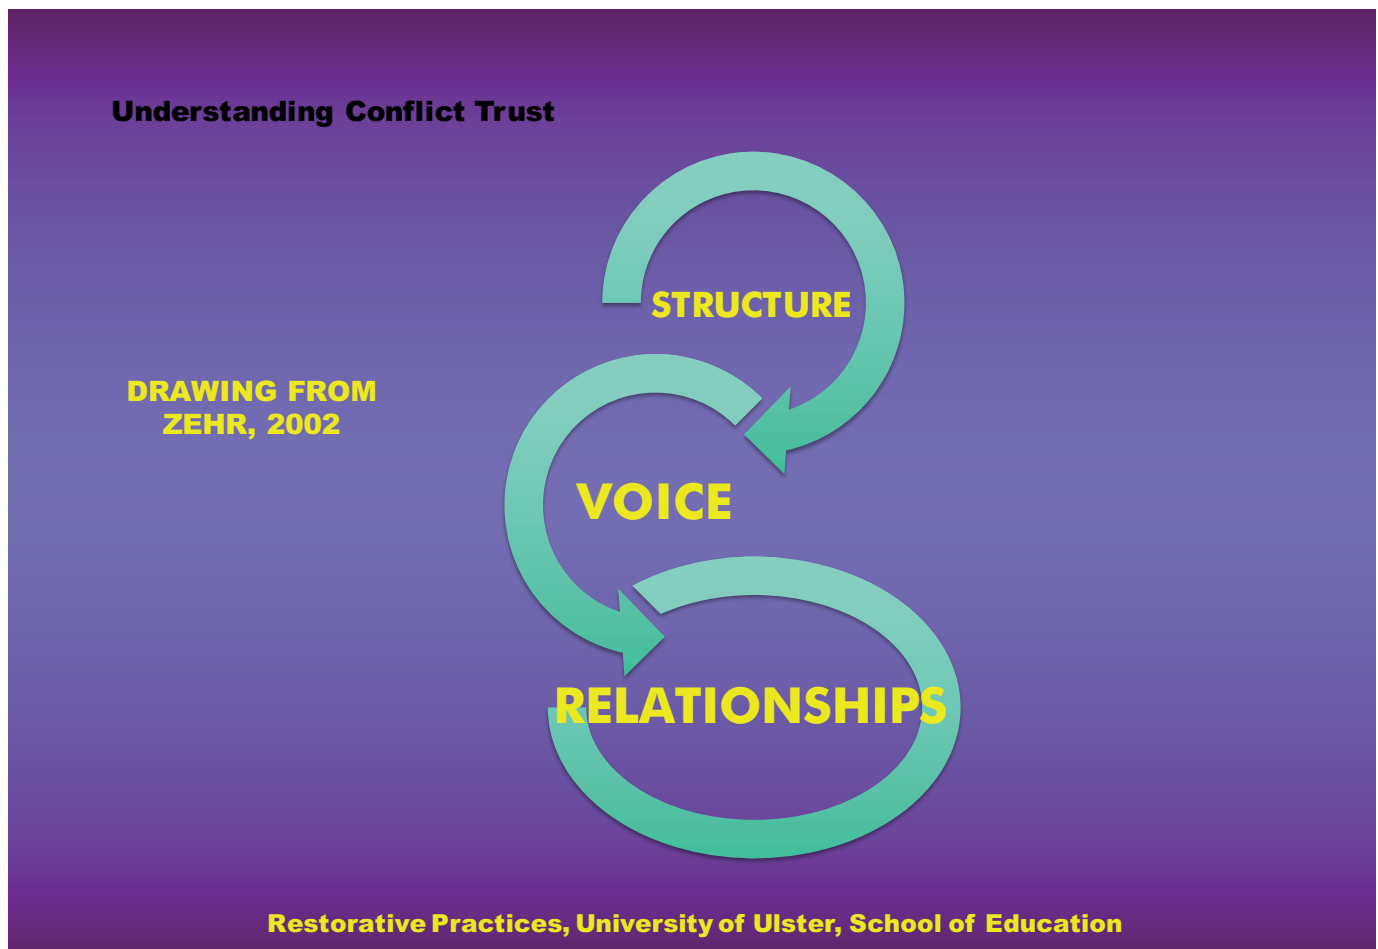 Understanding Conflict Trust
STRUCTURE
DRAWING FROM
ZEHR, 2002
VOICE
RELATIONSHIPS
Restorative Practices, University of Ulster, School of Education